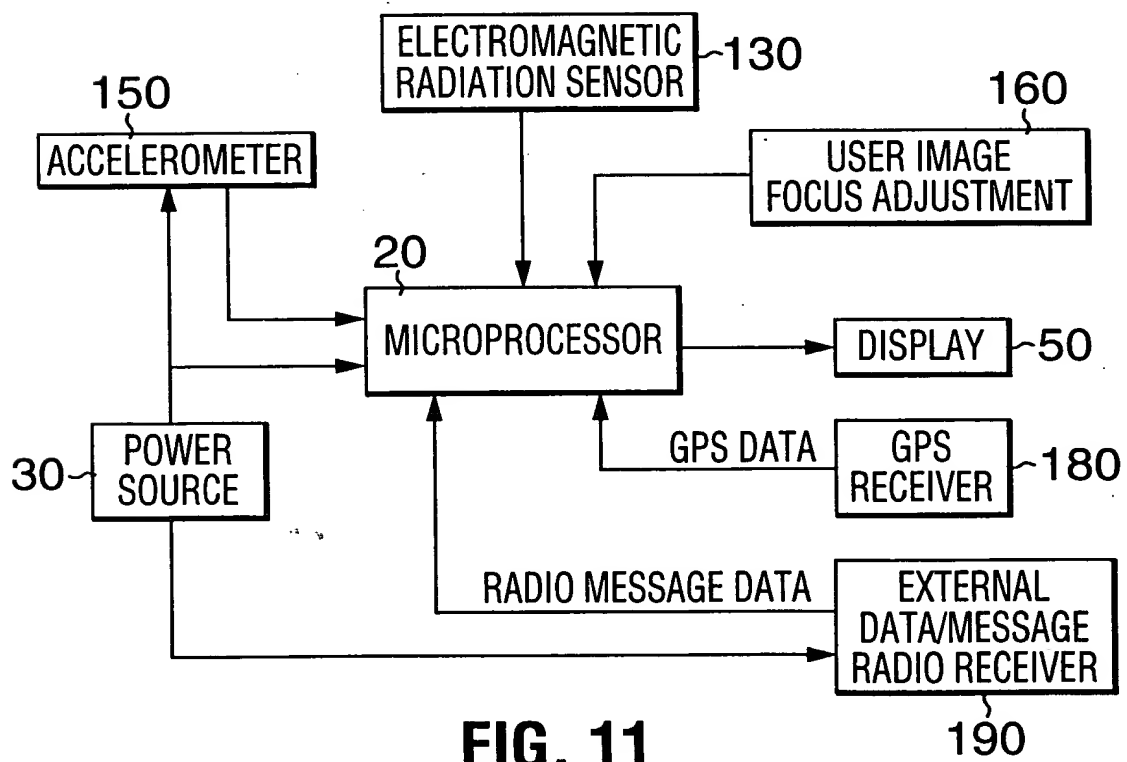 ELECTROMAGNETIC
RADIATION SENSOR
130
150
ACCELEROMETER
160
USER IMAGE
FOCUS ADJUSTMENT
20
MICROPROCESSOR
DISPLAY
50
30
POWER
SOURCE
GPS DATA
GPS
RECEIVER
180
RADIO MESSAGE DATA
EXTERNAL
DATA/MESSAGE
RADIO RECEIVER
190
FIG. 11